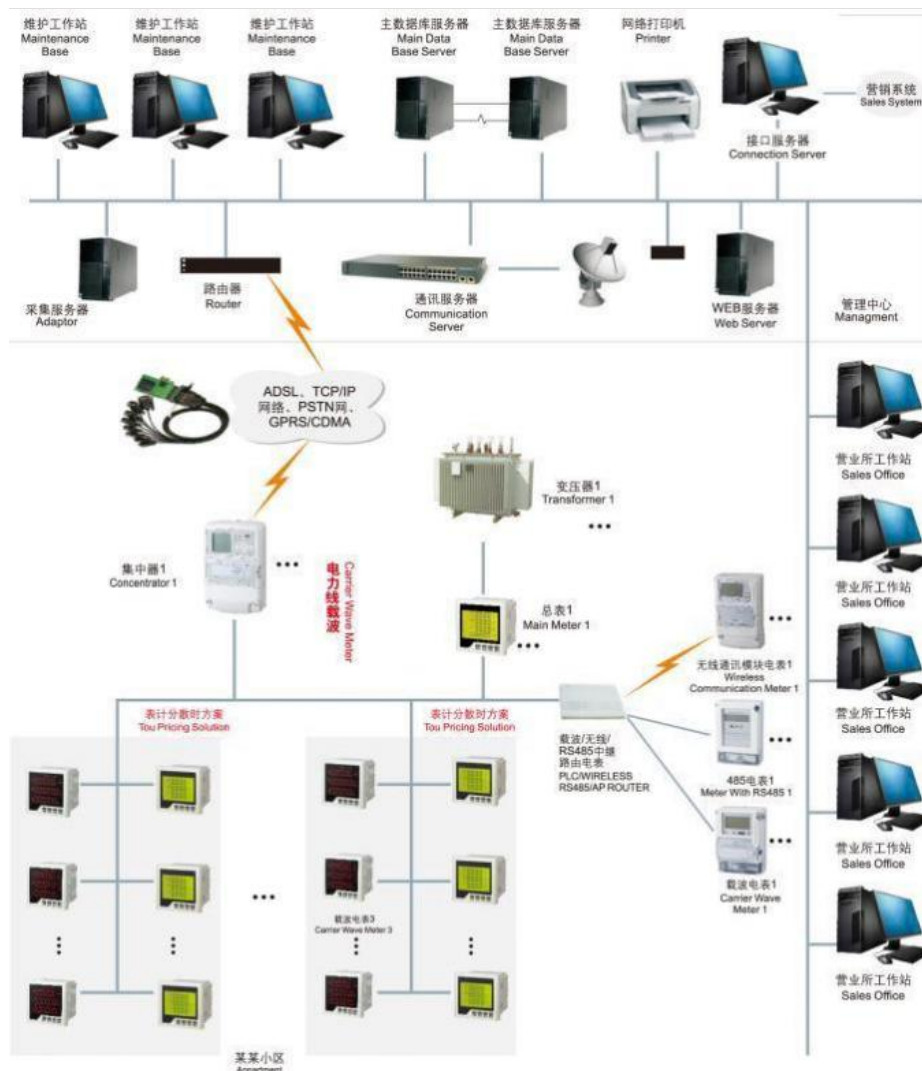 维护工作站
Maintenance
Base
维护工作站
Maintenance
Base
维护工作站
Maintenance
Base
主数据库服务器
Main Data
Base Server
主数据库服务器
Main Data
Base Server
网络打印机
Printer
营销系统
Sales System
接口服务器
Connection Server
采集服务器
Adaptor
路由器
Router
通讯服务器
Communication
Server
WEB服务器
Web Server
管理中心
Managment
ADSL、TCP/IP
网络、PSTN网、
GPRS/CDMA
变压器1
Transformer 1
集中器1
Concentrator 1
电力线载波
Carrier Wave Meter
总表1
Main Meter 1
无线通讯模块电表1
Wireless
Communication Meter 1
表计分散时方案
Tou Pricing Solution
表计分散时方案
Tou Pricing Solution
载波/无线/
RS485中继
路由电表
PLC/WIRELESS
RS485/AP ROUTER
485电表1
Meter With RS485 1
载波电表1
Carrier Wave
Meter 1
载波电表3
Carrier Wave Meter 3
营业所工作站
Sales Office
营业所工作站
Sales Office
营业所工作站
Sales Office
营业所工作站
Sales Office
营业所工作站
Sales Office
某某小区